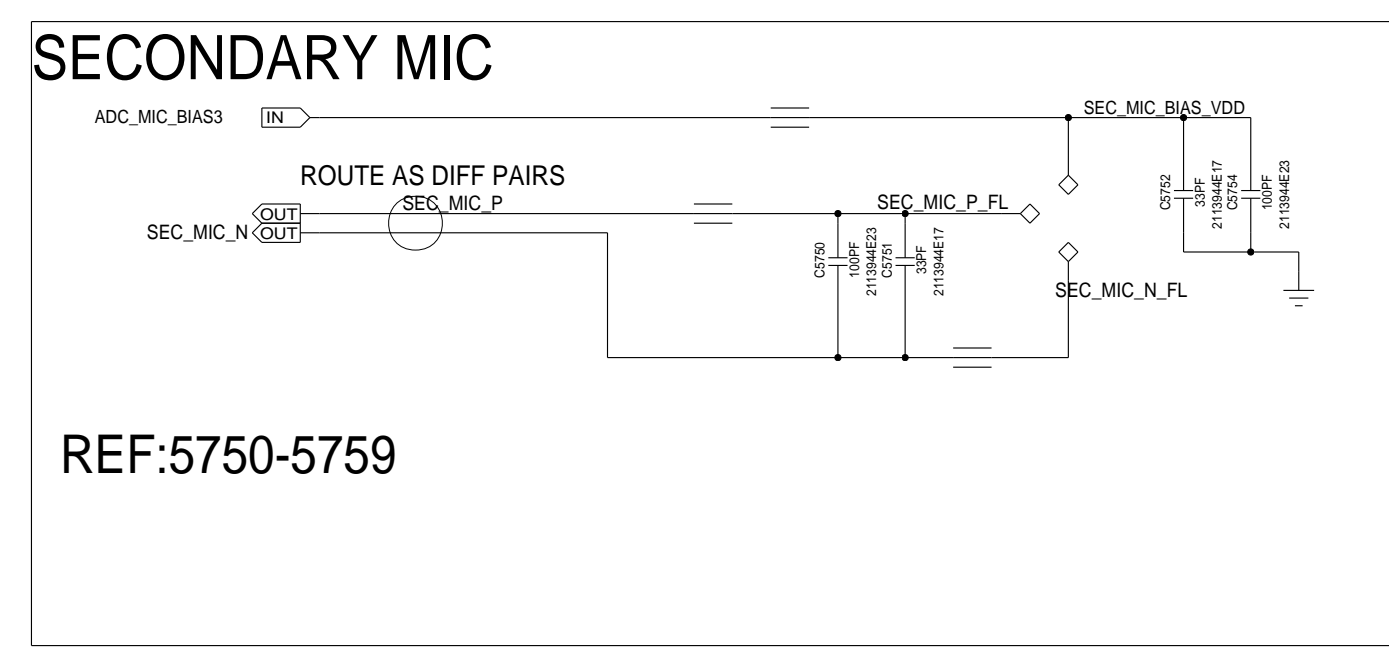 SECONDARY MIC
ADC_MIC_BIAS3
IN
SEC_MIC_BIAS_VDD
ROUTE AS DIFF PAIRS
SEC_MIC_P
OUT
SEC_MIC_N
OUT
SEC_MIC_P_FL
C5750
100PF
2113944E23
C5751
33PF
2113944E17
SEC_MIC_N_FL
C5752
33PF
2113944E17
C5754
100PF
2113944E23
REF:5750-5759